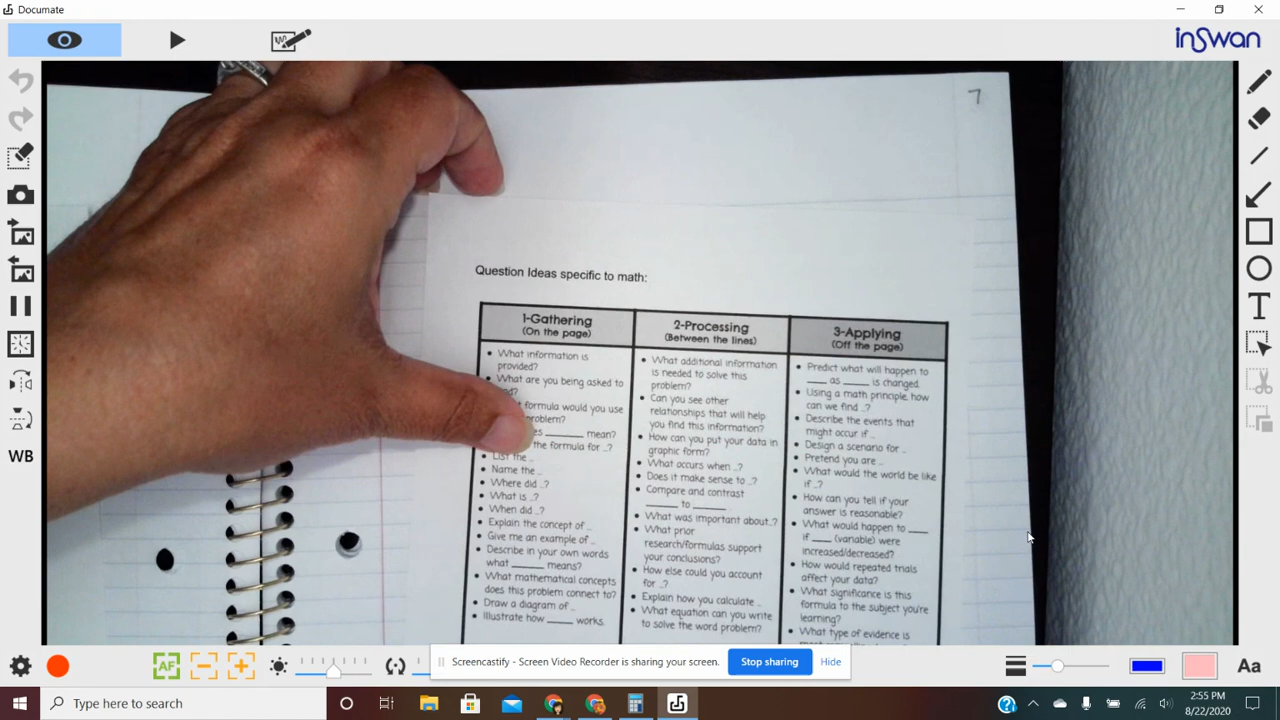 Documate
inSwan
7
Question Ideas specific to math:
1-Gathering
(On the page)
2-Processing
(Between the lines)
3-Applying
(Off the page)
• What information is
provided?
• What are you being asked to
formula would you use
problem?
_____ mean?
the formula for ..?
• List the ..
• Name the ..
• Where did ..?
• What is ..?
• When did ..?
• Explain the concept of ..
• Give me an example of ..
• Describe in your own words
what _____ means?
• What mathematical concepts
does this problem connect to?
• Draw a diagram of ..
• Illustrate how _____ works.
• What additional information
is needed to solve this
problem?
• Can you see other
relationships that will help
you find this information?
• How can you put your data in
graphic form?
• What occurs when ..?
• Does it make sense to ..?
• Compare and contrast
_____ to _____
• What was important about..?
• What prior
research/formulas support
your conclusions?
• How else could you account
for ..?
• Explain how you calculate ..
• What equation can you write
to solve the word problem?
• Predict what will happen to
____ as _____ is changed.
• Using a math principle, how
can we find ..?
• Describe the events that
might occur if ..
• Design a scenario for ..
• Pretend you are ..
• What would the world be like
if ..?
• How can you tell if your
answer is reasonable?
• What would happen to ____
if ____ (variable) were
increased/decreased?
• How would repeated trials
affect your data?
• What significance is this
formula to the subject you're
learning?
• What type of evidence is
T
WB
AF
Screencastify - Screen Video Recorder is sharing your screen.
Stop sharing
Hide
Aa
Type here to search
2:55 PM
8/22/2020